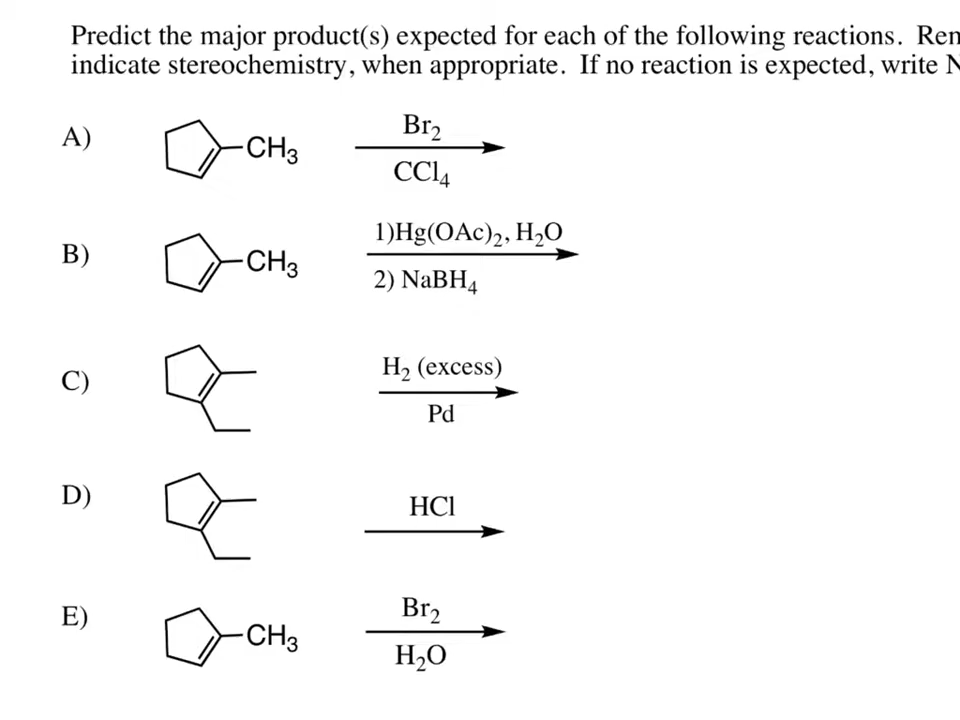 Predict the major product(s) expected for each of the following reactions.
indicate stereochemistry, when appropriate. If no reaction is expected, write
A)
CH₃
Br₂
CCl₄
B)
CH₃
1)Hg(OAc)₂, H₂O
2) NaBH₄
C)
H₂ (excess)
Pd
D)
HCl
E)
CH₃
Br₂
H₂O